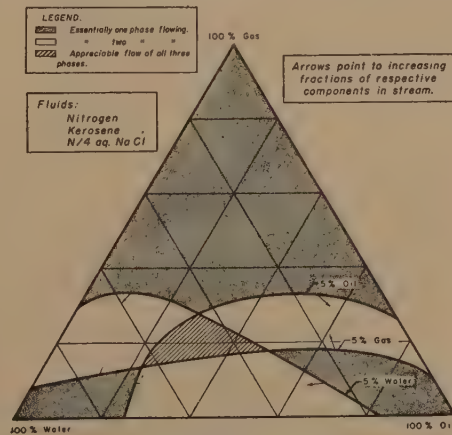 LEGEND.
Essentially one phase flowing.
" two " "
Appreciable flow of all three
phases.
100% Gas
Arrows point to increasing
fractions of respective
components in stream.
Fluids:
Nitrogen
Kerosene
N/4 aq. NaCl
5% Oil
5% Gas
5% Water
100% Water
100% Oil